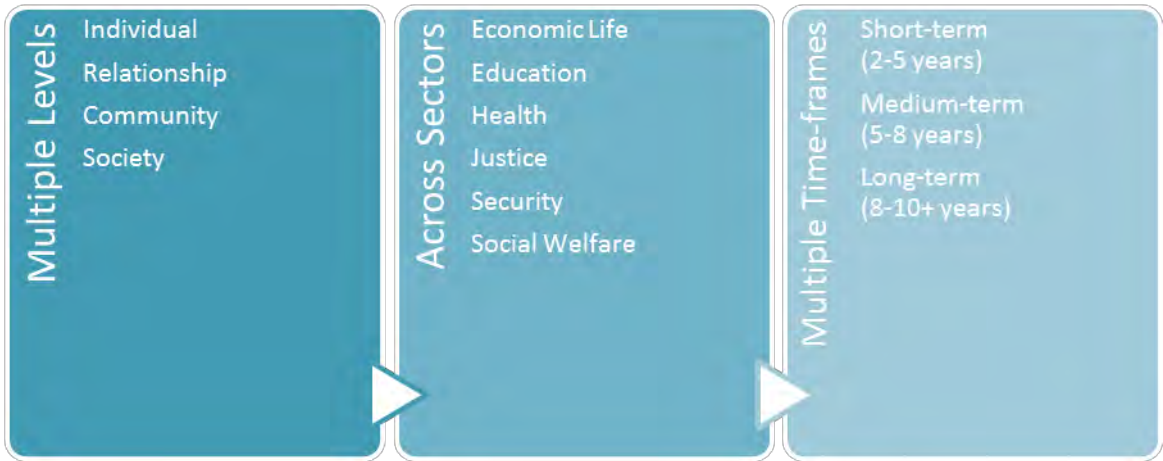 Multiple Levels
Individual
Relationship
Community
Society
Across Sectors
Economic Life
Education
Health
Justice
Security
Social Welfare
Multiple Time-frames
Short-term
(2-5 years)
Medium-term
(5-8 years)
Long-term
(8-10+ years)